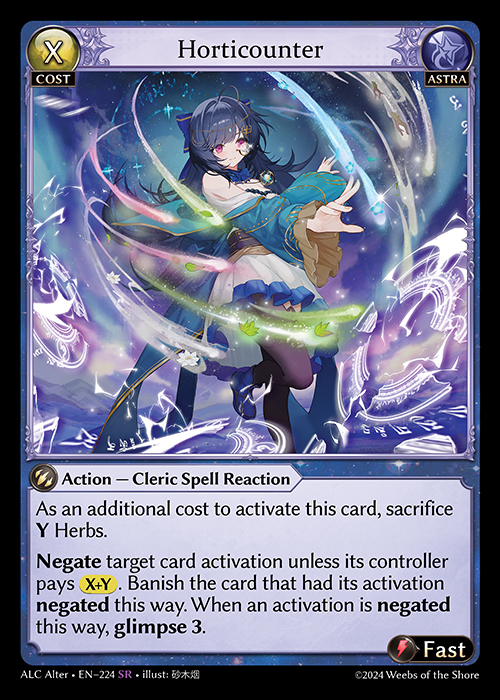 X
Horticounter
COST
ASTRA
Action — Cleric Spell Reaction
As an additional cost to activate this card, sacrifice
Y Herbs.
Negate target card activation unless its controller
pays X+Y. Banish the card that had its activation
negated this way. When an activation is negated
this way, glimpse 3.
Fast
ALC Alter • EN–224 SR • illust: 砂木烟
©2024 Weebs of the Shore